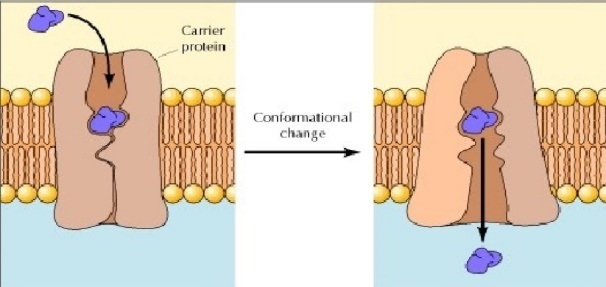 Carrier
protein
Conformational
change